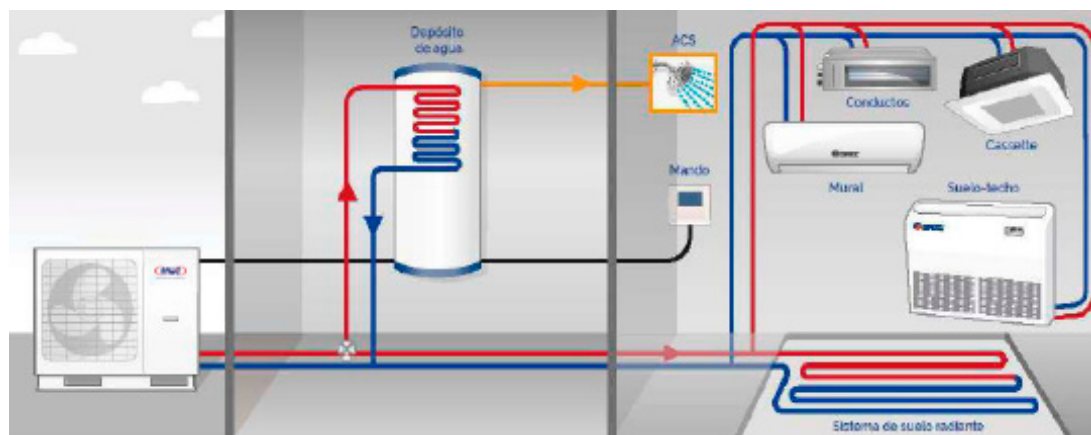 Depósito
de agua
ACS
Conductos
Cassette
Mural
Mando
Suelo-techo
Sistema de suelo radiante